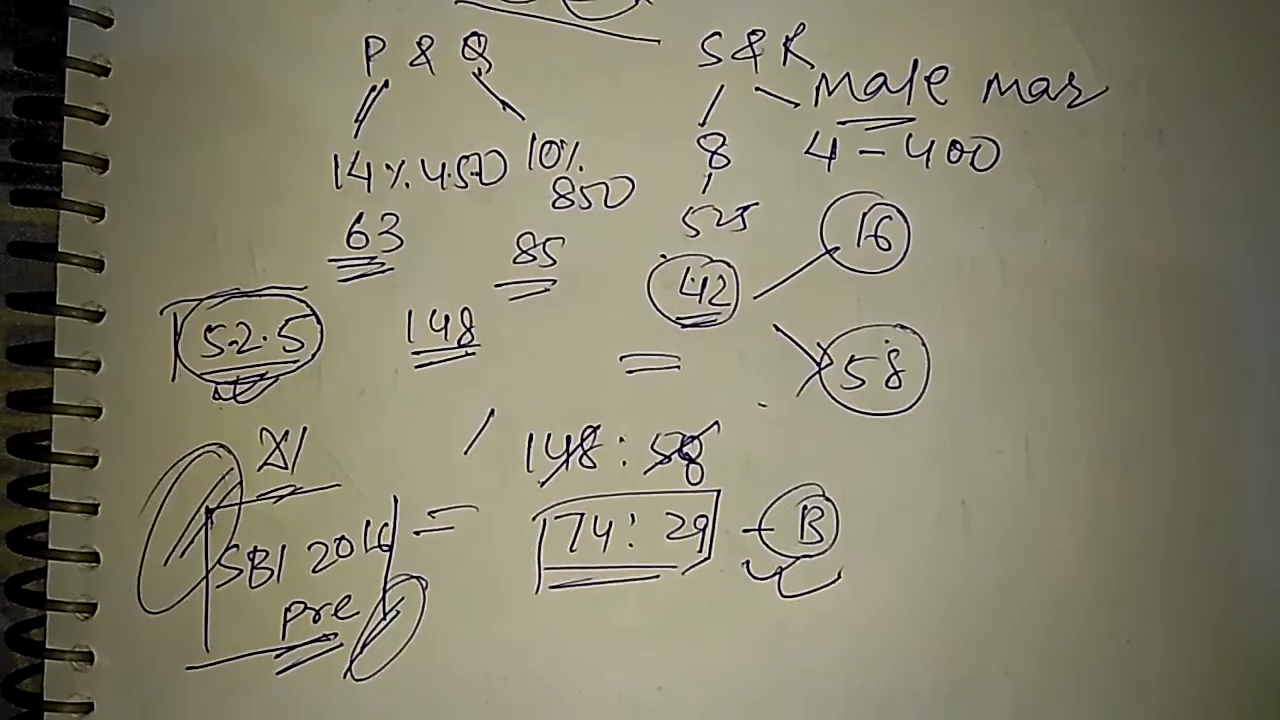 P & Q S & R
Male mar
14% 450 10% 850 8 4 - 400
525
63 85 42 16
52.5 148 = 58
XI 148 : 58
SBI 2016 = 74 : 29 - B
pre